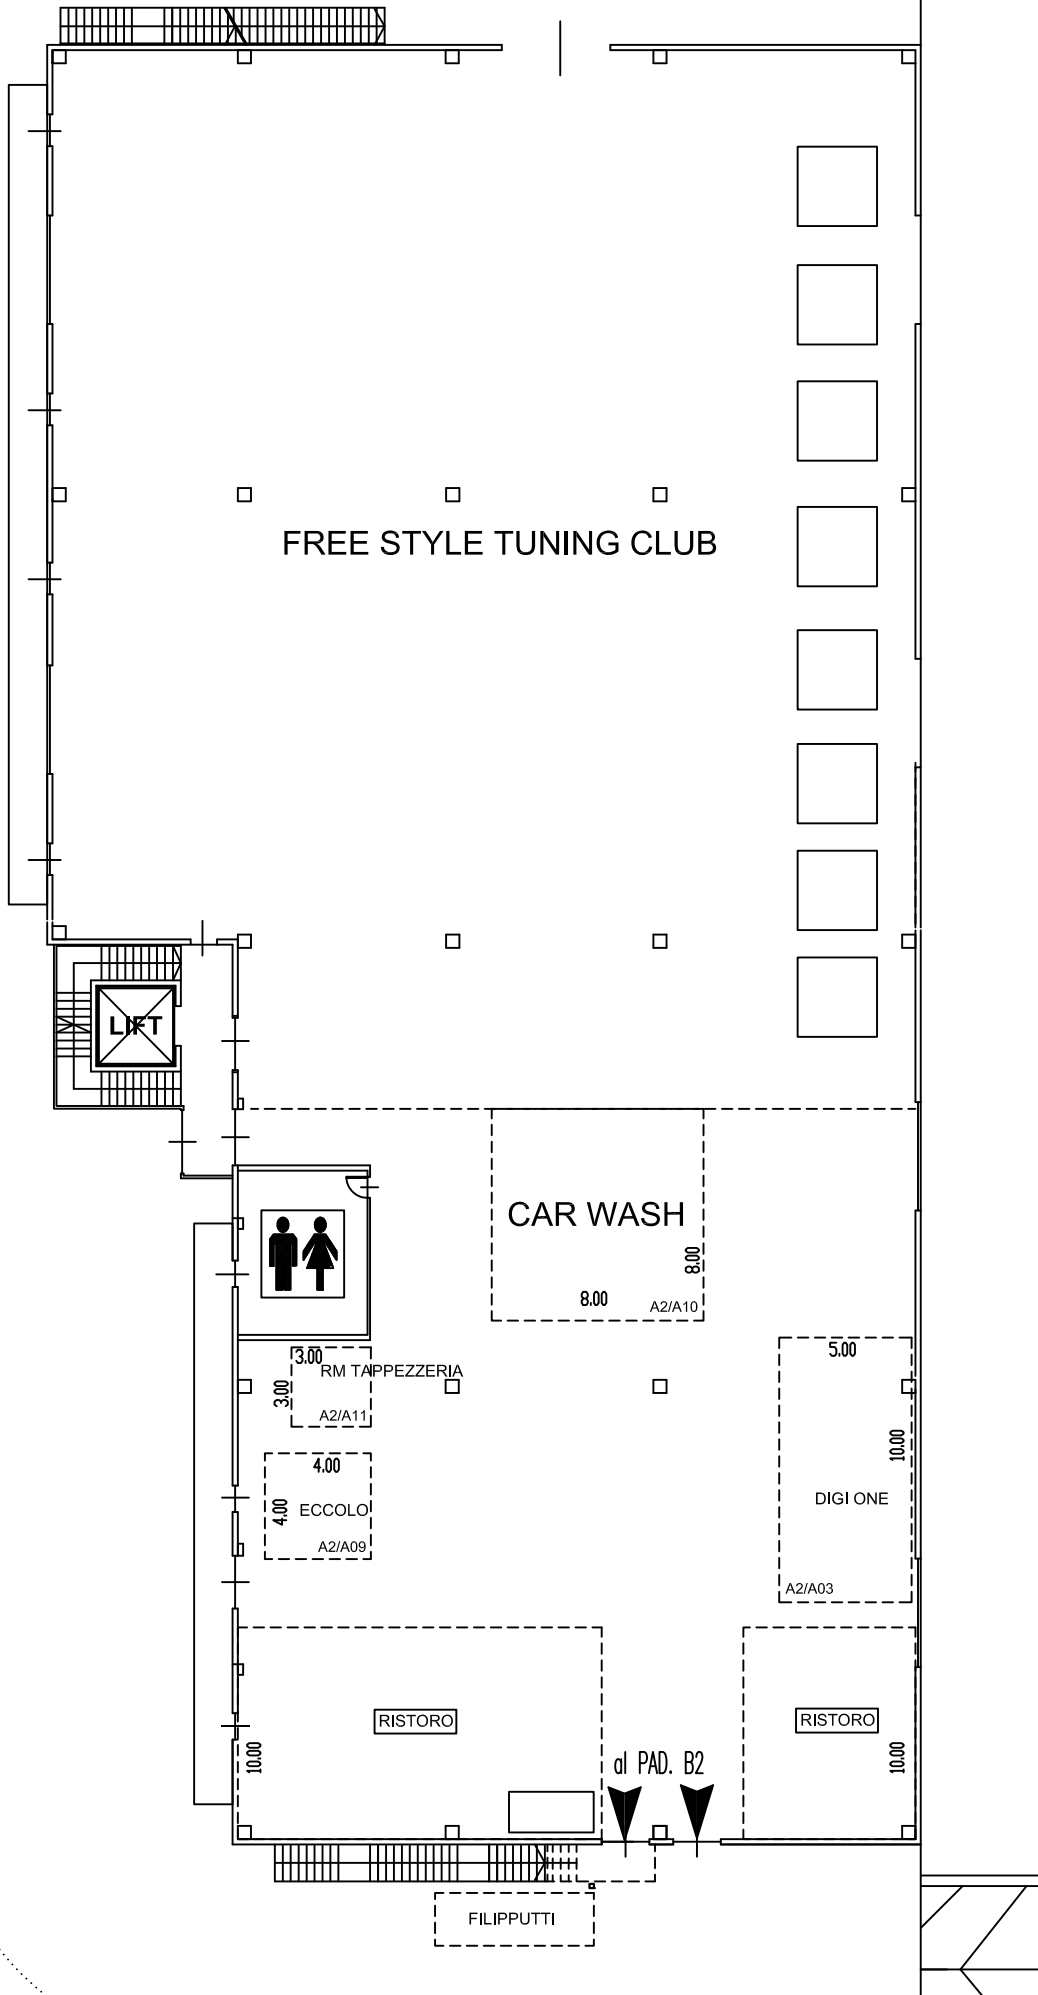 FREE STYLE TUNING CLUB
LIFT
CAR WASH
8.00
8.00
A2/A10
3.00
RM TAPPEZZERIA
3.00
A2/A11
5.00
10.00
DIGI ONE
A2/A03
4.00
4.00
ECCOLO
A2/A09
RISTORO
10.00
RISTORO
10.00
al PAD. B2
FILIPPUTTI